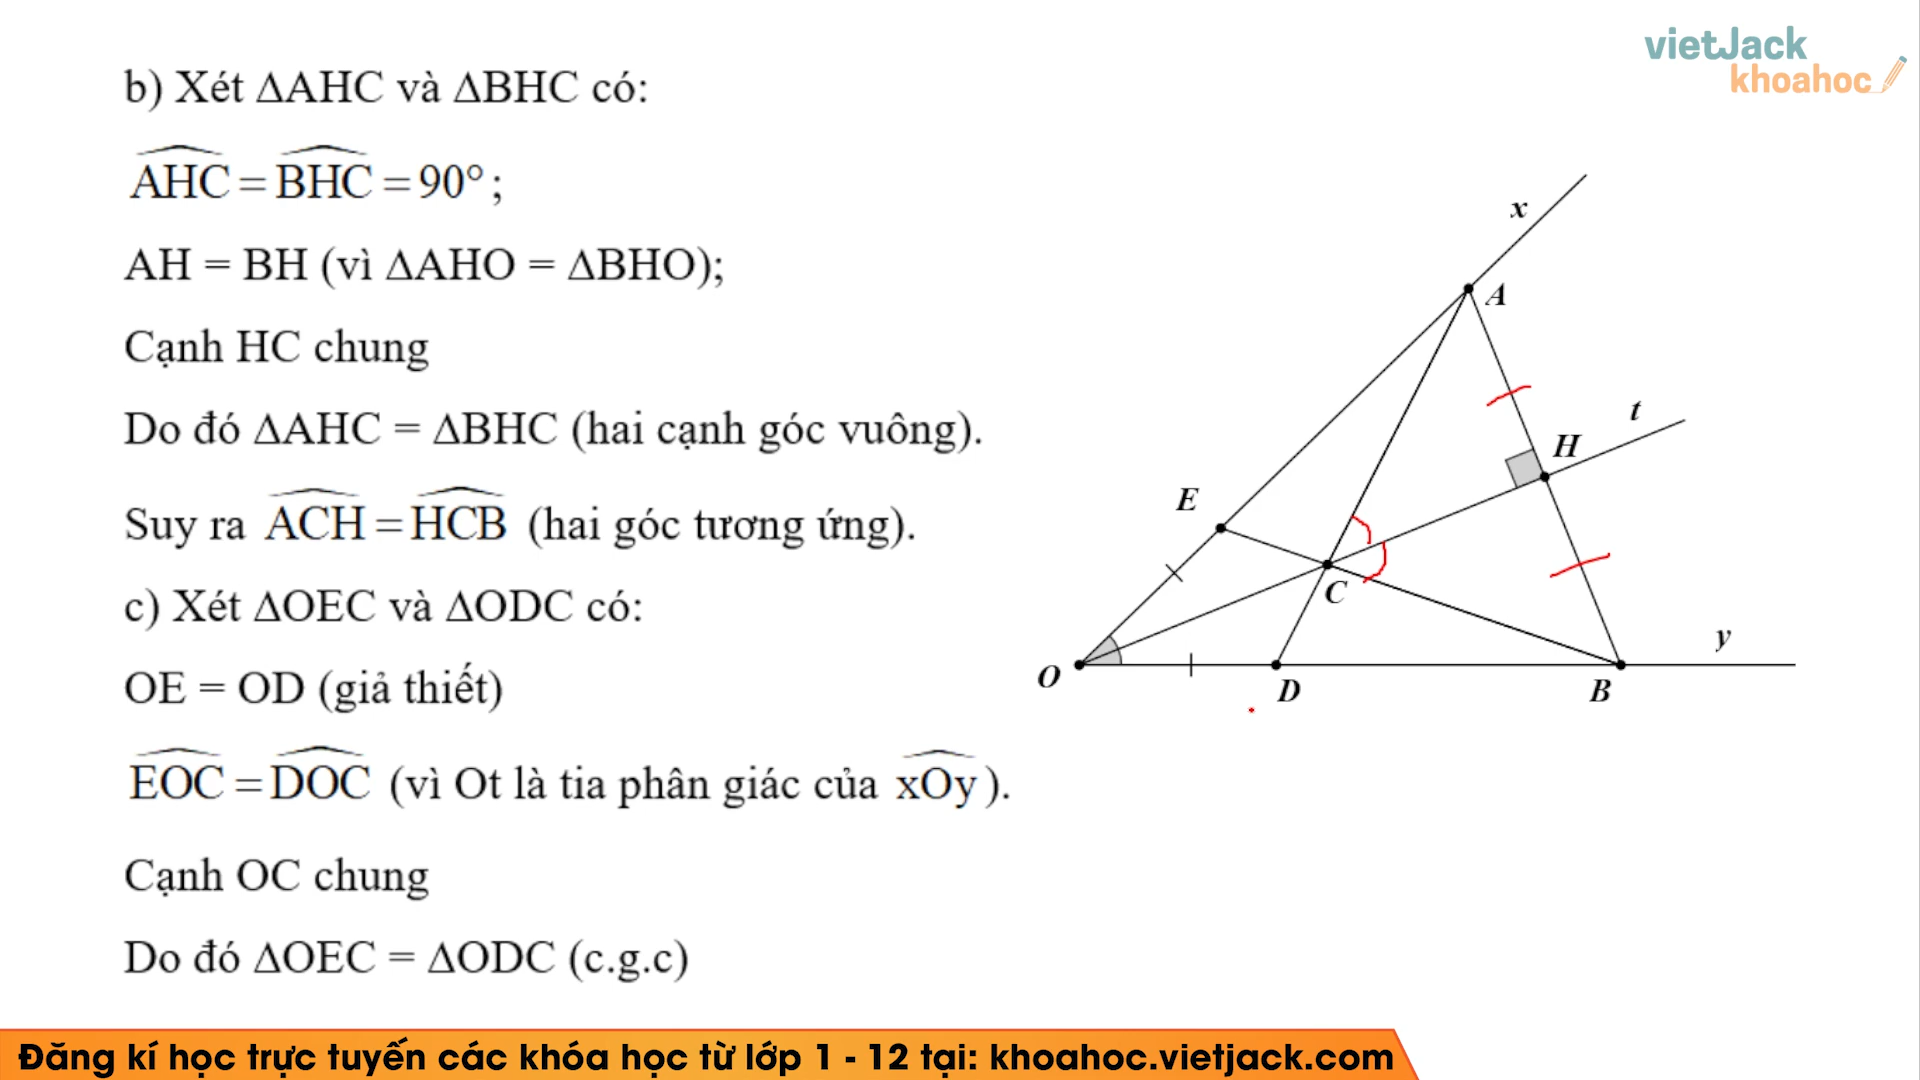 vietJack
khoahoc
b) Xét ΔAHC và ΔBHC có:
AHC = BHC = 90°;
AH = BH (vì ΔAHO = ΔBHO);
Cạnh HC chung
Do đó ΔAHC = ΔBHC (hai cạnh góc vuông).
Suy ra ACH = HCB (hai góc tương ứng).
c) Xét ΔOEC và ΔODC có:
OE = OD (giả thiết)
EOC = DOC (vì Ot là tia phân giác của xOy).
Cạnh OC chung
Do đó ΔOEC = ΔODC (c.g.c)
x
A
t
H
E
C
y
O
D
B
Đăng kí học trực tuyến các khóa học từ lớp 1 - 12 tại: khoahoc.vietjack.com